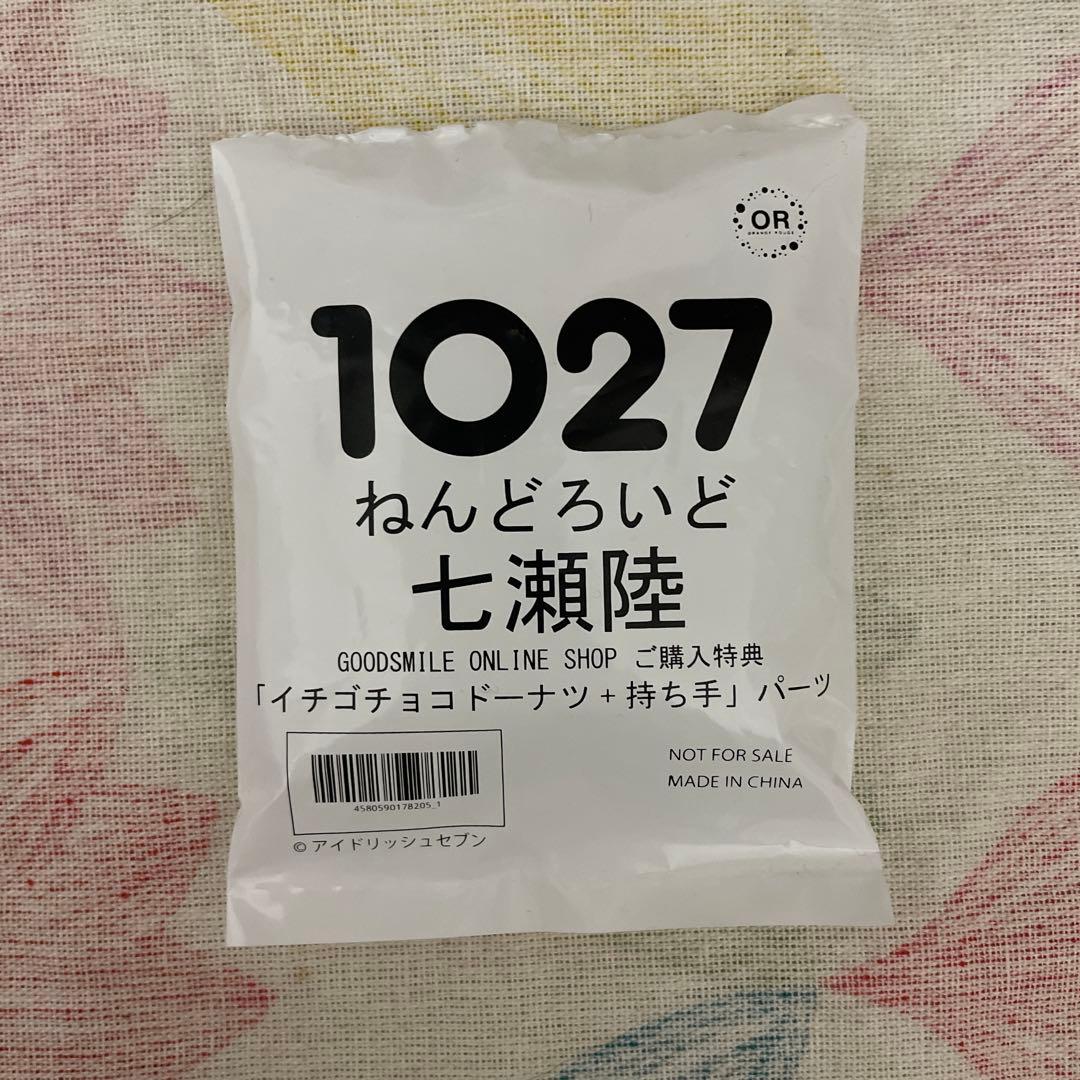 OR
ORANGE ROUGE
1027
ねんどろいど
七瀬陸
GOODSMILE ONLINE SHOP ご購入特典
「イチゴチョコドーナツ+持ち手」パーツ
NOT FOR SALE
MADE IN CHINA
4580590178205_1
©アイドリッシュセブン